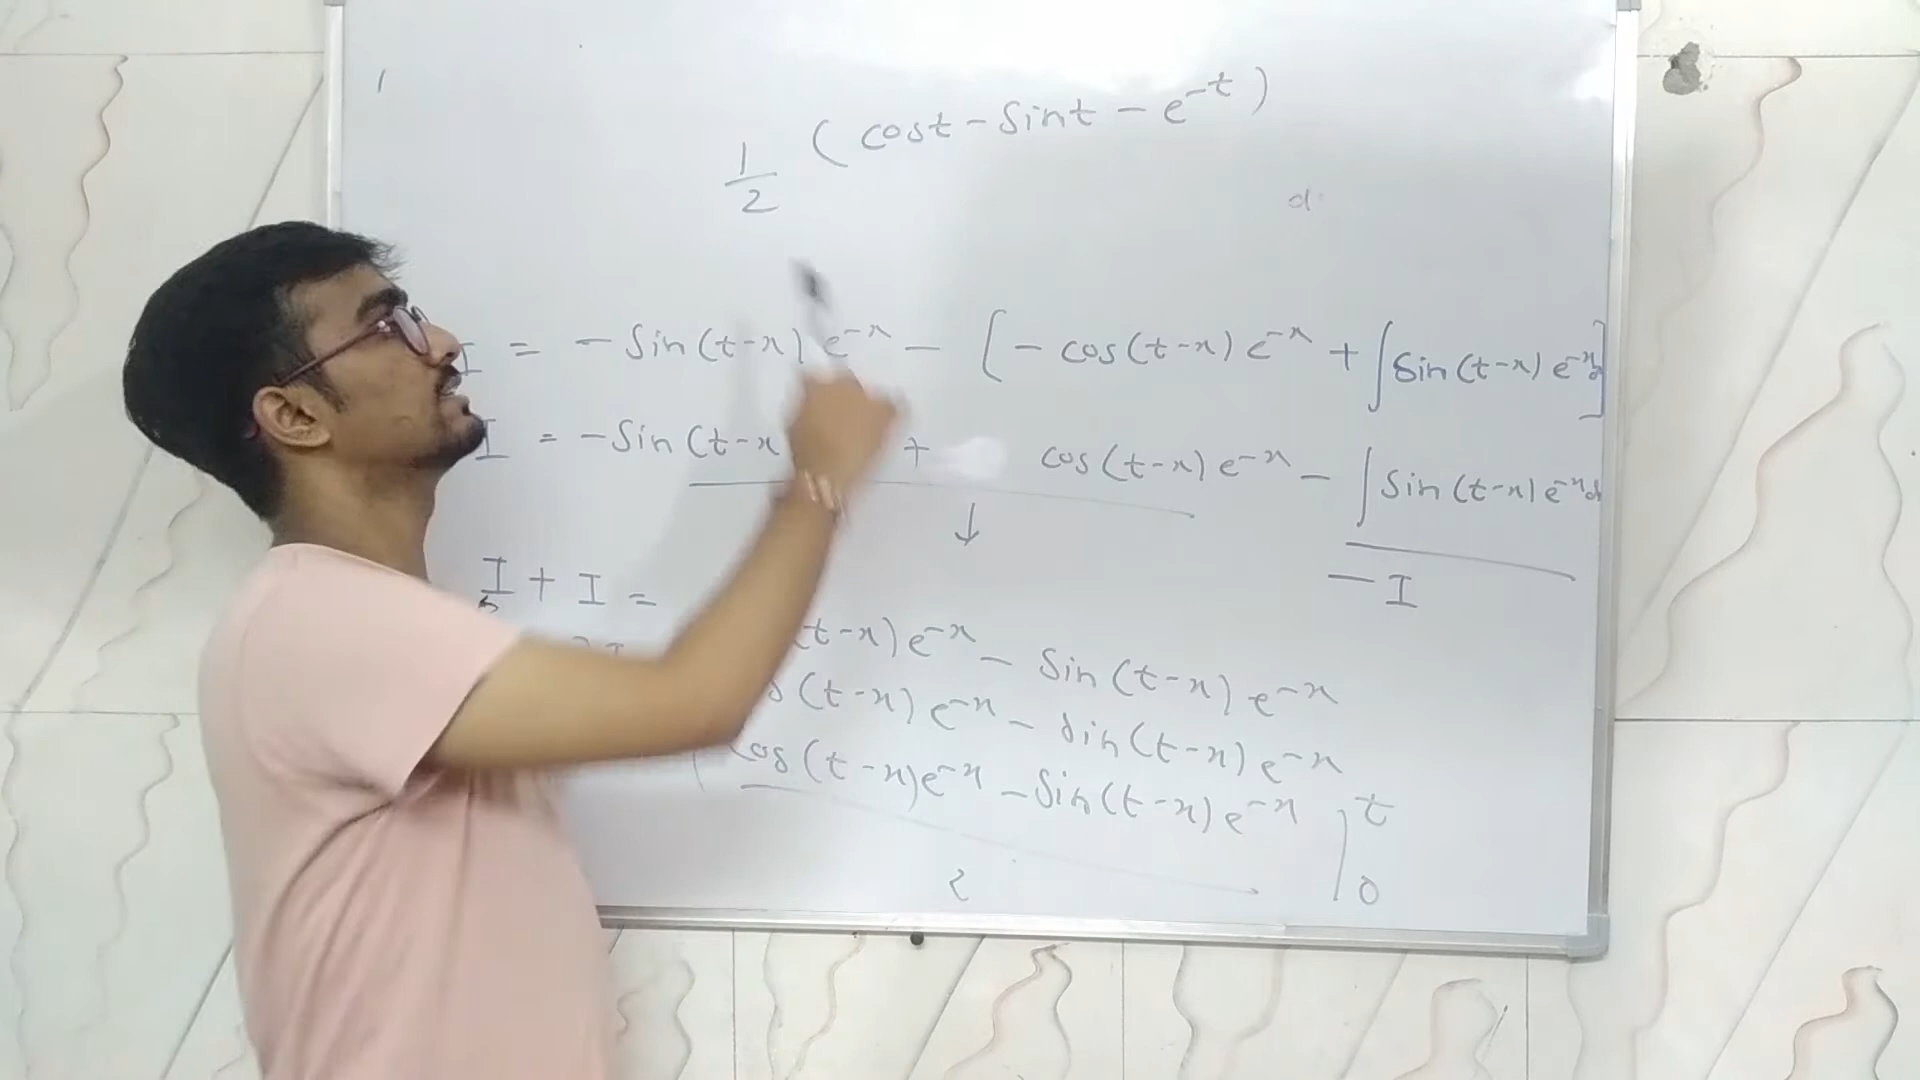 1/2 (cost - Sint - e^-t)
I = - Sin(t-x) e^-x - [- cos(t-x) e^-x + ∫ Sin(t-x) e^-x d]
I = - Sin(t-x + cos(t-x) e^-x - ∫ Sin(t-x) e^-x d
↓
- I
I + I =
(t-x) e^-x - Sin(t-x) e^-x
(t-x) e^-x - Sin(t-x) e^-x
Cos(t-x) e^-x - Sin(t-x) e^-x | t
2 | 0